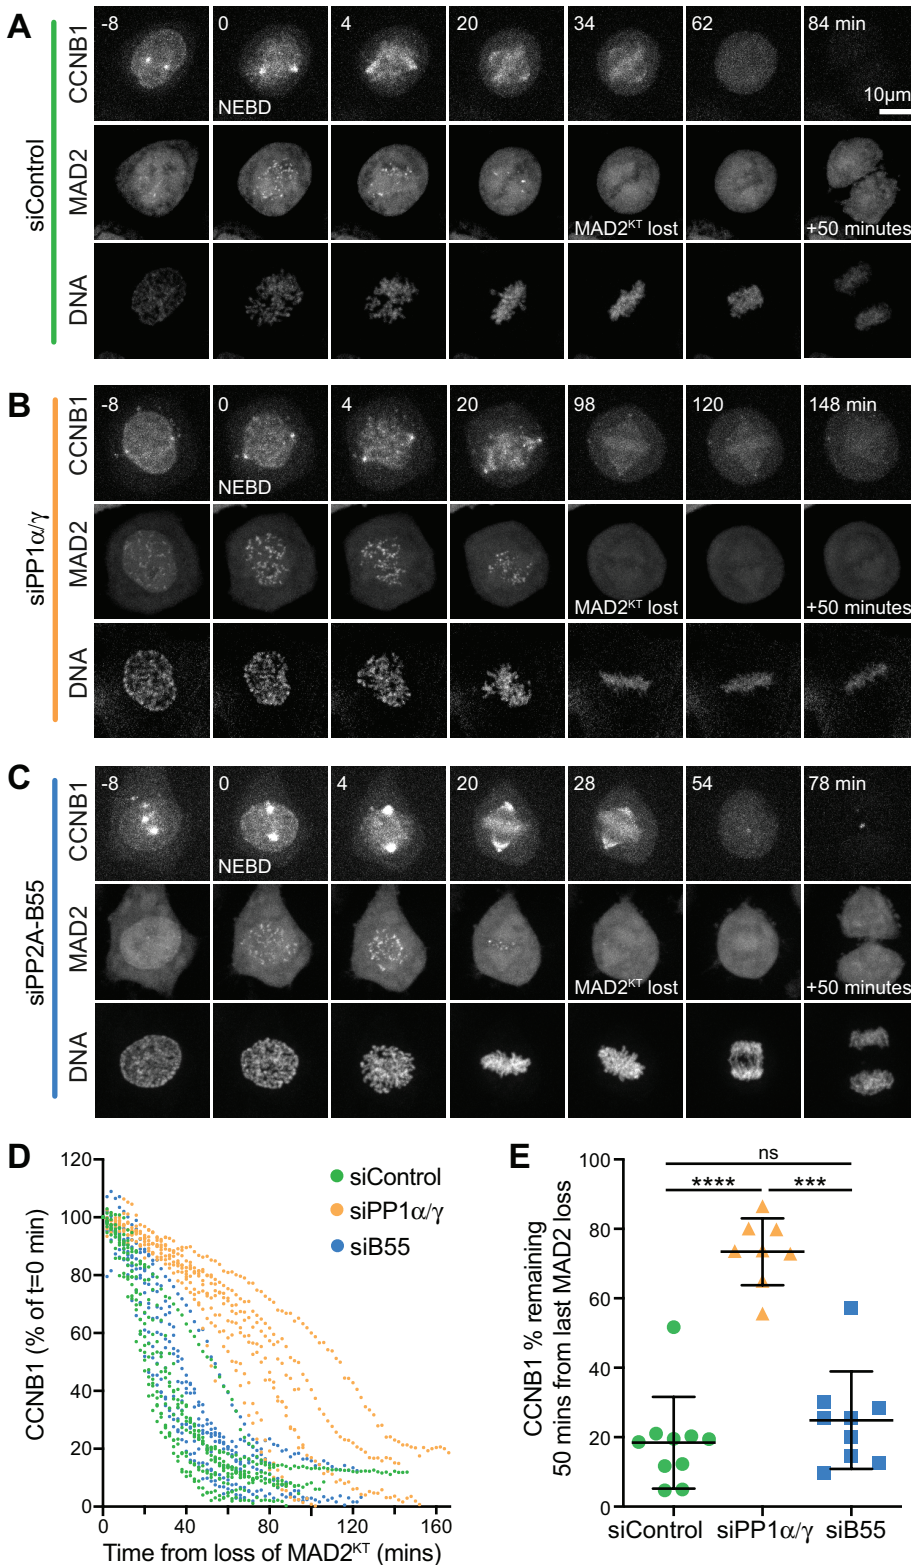 A
siControl
CCNB1
-8 0 4 20 34 62 84 min
NEBD
10μm
MAD2
MAD2ᴷᵀ lost
+50 minutes
DNA
B
siPP1α/γ
CCNB1
-8 0 4 20 98 120 148 min
NEBD
MAD2
MAD2ᴷᵀ lost
+50 minutes
DNA
C
siPP2A-B55
CCNB1
-8 0 4 20 28 54 78 min
NEBD
MAD2
MAD2ᴷᵀ lost
+50 minutes
DNA
D
CCNB1 (% of t=0 min)
120
100
80
60
40
20
0
0 40 80 120 160
Time from loss of MAD2ᴷᵀ (mins)
siControl
siPP1α/γ
siB55
E
CCNB1 % remaining
50 mins from last MAD2 loss
100
80
60
40
20
0
ns
**** ***
siControl siPP1α/γ siB55